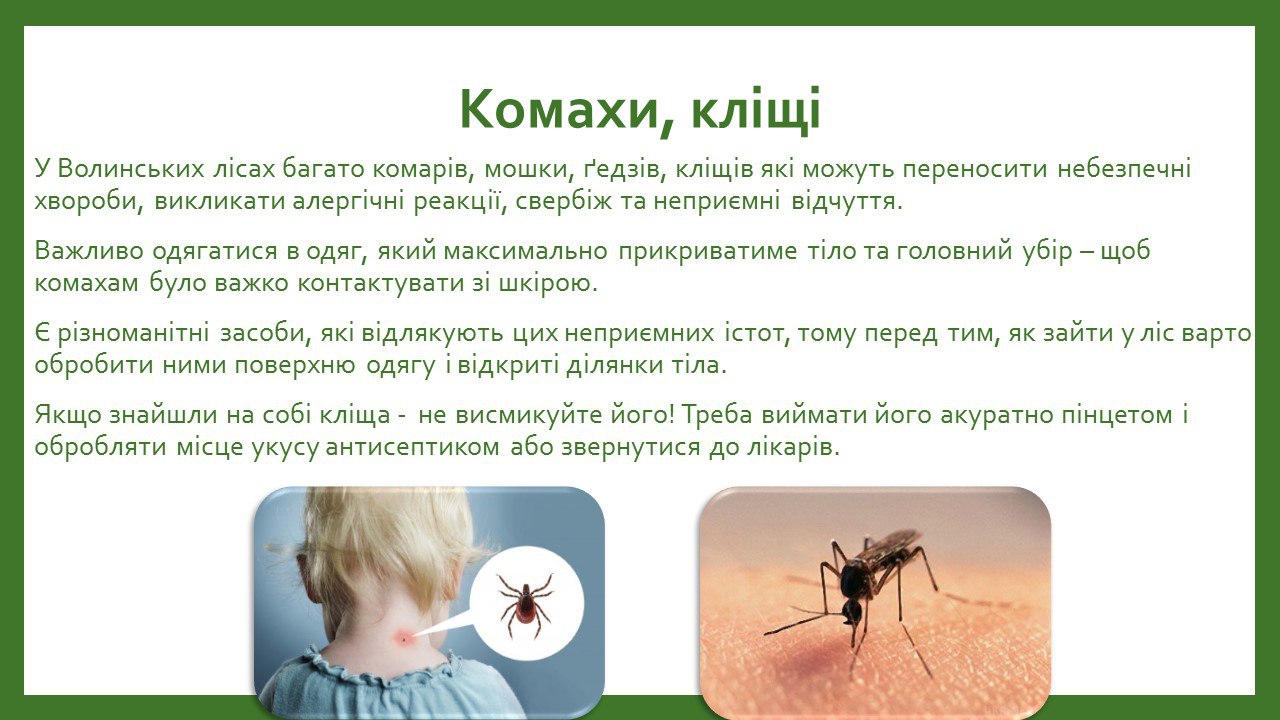 Комахи, кліщі
У Волинських лісах багато комарів, мошки, ґедзів, кліщів які можуть переносити небезпечні
хвороби, викликати алергічні реакції, свербіж та неприємні відчуття.
Важливо одягатися в одяг, який максимально прикриватиме тіло та головний убір – щоб
комахам було важко контактувати зі шкірою.
Є різноманітні засоби, які відлякують цих неприємних істот, тому перед тим, як зайти у ліс варто
обробити ними поверхню одягу і відкриті ділянки тіла.
Якщо знайшли на собі кліща - не висмикуйте його! Треба виймати його акуратно пінцетом і
обробляти місце укусу антисептиком або звернутися до лікарів.